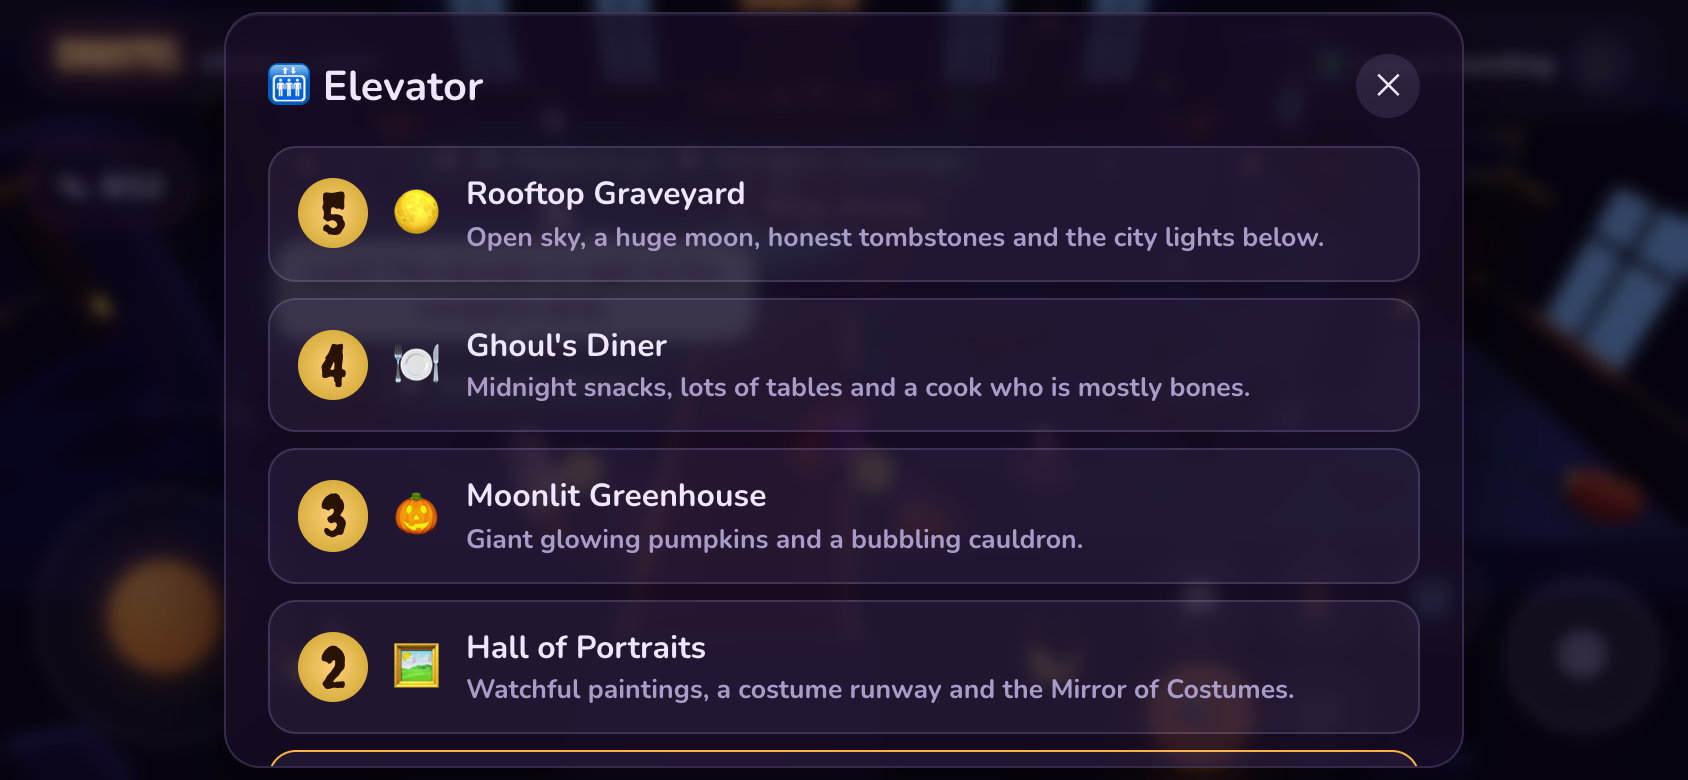 Elevator
5
Rooftop Graveyard
Open sky, a huge moon, honest tombstones and the city lights below.
4
Ghoul's Diner
Midnight snacks, lots of tables and a cook who is mostly bones.
3
Moonlit Greenhouse
Giant glowing pumpkins and a bubbling cauldron.
2
Hall of Portraits
Watchful paintings, a costume runway and the Mirror of Costumes.